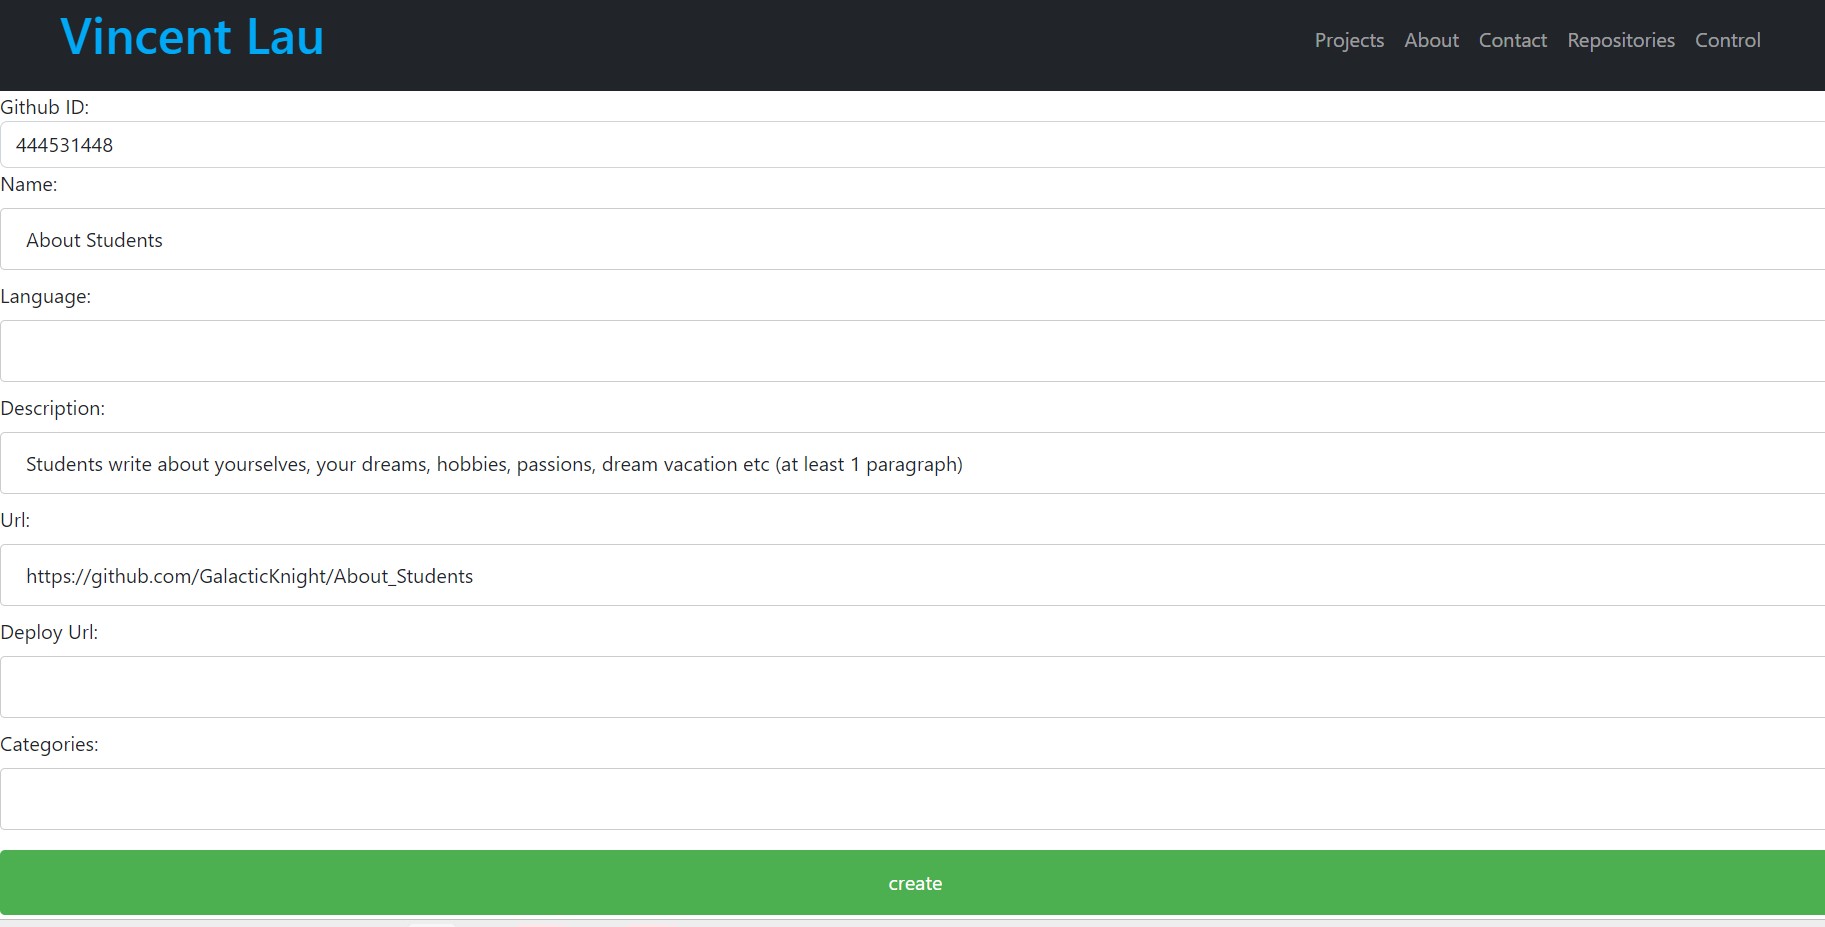 Vincent Lau
Projects About Contact Repositories Control
Github ID:
444531448
Name:
About Students
Language:
Description:
Students write about yourselves, your dreams, hobbies, passions, dream vacation etc (at least 1 paragraph)
Url:
https://github.com/GalacticKnight/About_Students
Deploy Url:
Categories:
create